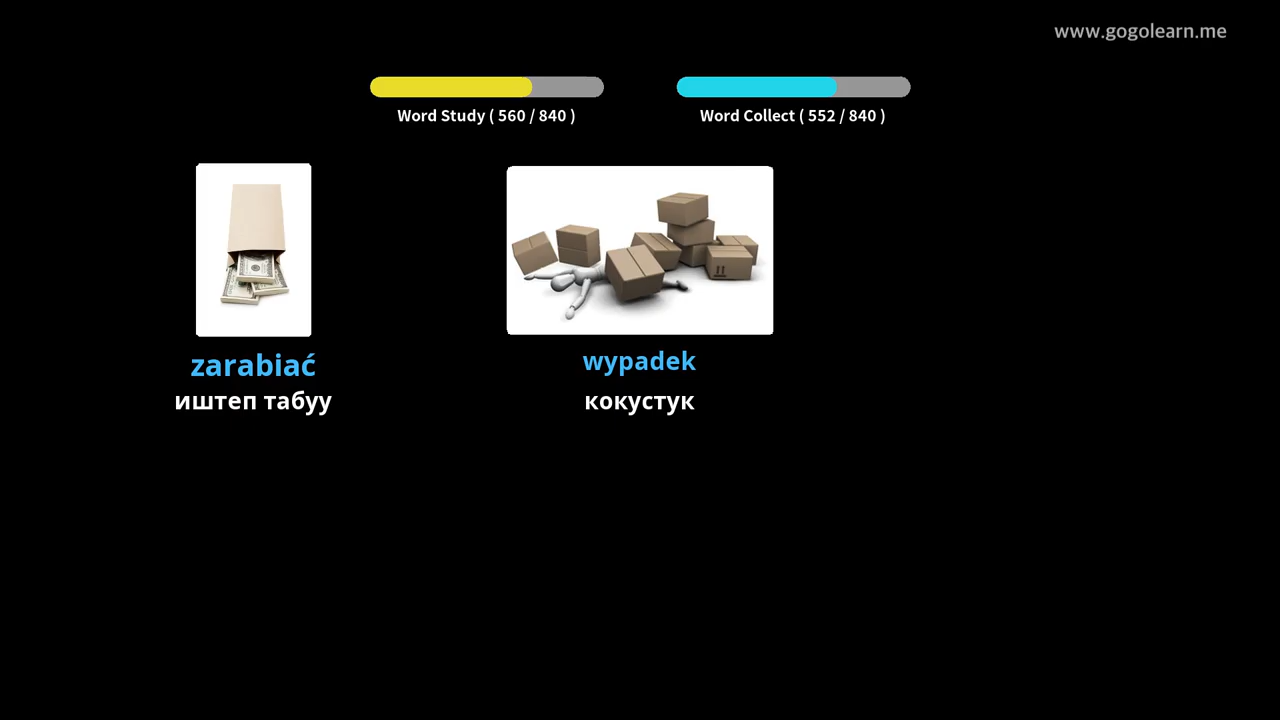 www.gogolearn.me
Word Study ( 560 / 840 )
Word Collect ( 552 / 840 )
zarabiać
иштеп табуу
wypadek
кокустук